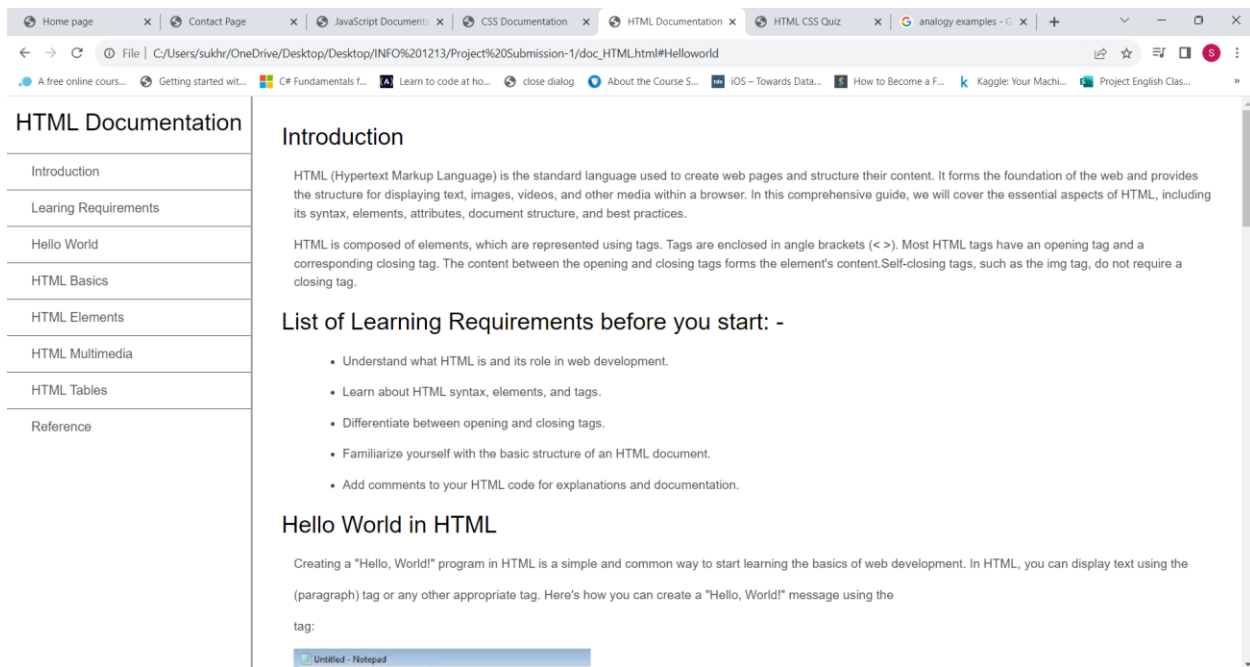 Home page
Contact Page
JavaScript Documenta
CSS Documentation
HTML Documentation
HTML CSS Quiz
analogy examples - G
File | C:/Users/sukhr/OneDrive/Desktop/Desktop/INFO%201213/Project%20Submission-1/doc_HTML.html#Helloworld
S
A free online cours...
Getting started wit...
C# Fundamentals f...
Learn to code at ho...
close dialog
About the Course S...
iOS – Towards Data...
How to Become a F...
Kaggle: Your Machi...
Project English Clas...
»
HTML Documentation
Introduction
Learing Requirements
Hello World
HTML Basics
HTML Elements
HTML Multimedia
HTML Tables
Reference
Introduction
HTML (Hypertext Markup Language) is the standard language used to create web pages and structure their content. It forms the foundation of the web and provides
the structure for displaying text, images, videos, and other media within a browser. In this comprehensive guide, we will cover the essential aspects of HTML, including
its syntax, elements, attributes, document structure, and best practices.
HTML is composed of elements, which are represented using tags. Tags are enclosed in angle brackets (< >). Most HTML tags have an opening tag and a
corresponding closing tag. The content between the opening and closing tags forms the element's content.Self-closing tags, such as the img tag, do not require a
closing tag.
List of Learning Requirements before you start: -
• Understand what HTML is and its role in web development.
• Learn about HTML syntax, elements, and tags.
• Differentiate between opening and closing tags.
• Familiarize yourself with the basic structure of an HTML document.
• Add comments to your HTML code for explanations and documentation.
Hello World in HTML
Creating a "Hello, World!" program in HTML is a simple and common way to start learning the basics of web development. In HTML, you can display text using the
(paragraph) tag or any other appropriate tag. Here's how you can create a "Hello, World!" message using the
tag:
Untitled - Notepad